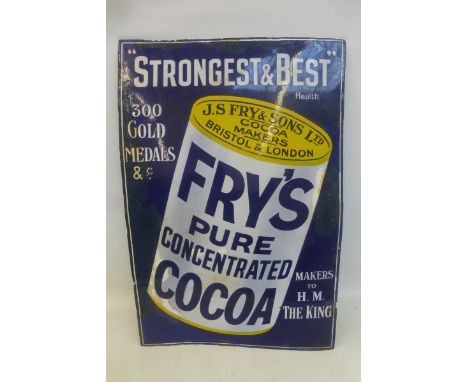 "STRONGEST & BEST"
Health.
300
GOLD
MEDALS
& c.
J.S FRY & SONS LTD
COCOA
MAKERS
BRISTOL & LONDON
FRY'S
PURE
CONCENTRATED
COCOA
MAKERS
TO
H. M.
THE KING